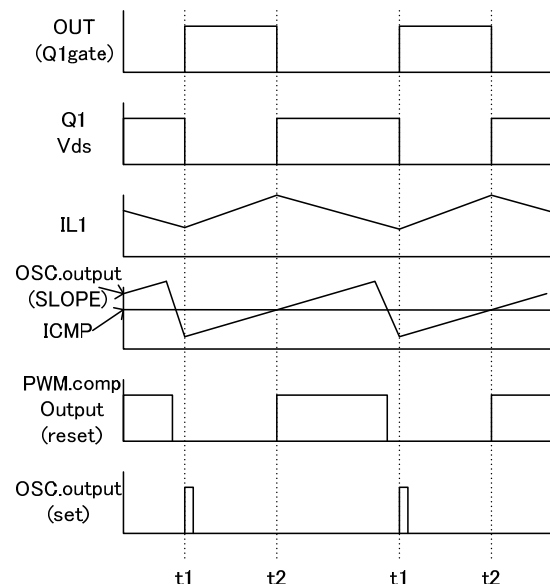 OUT
(Q1gate)
Q1
Vds
IL1
OSC.output
(SLOPE)
ICMP
PWM.comp
Output
(reset)
OSC.output
(set)
t1 t2 t1 t2